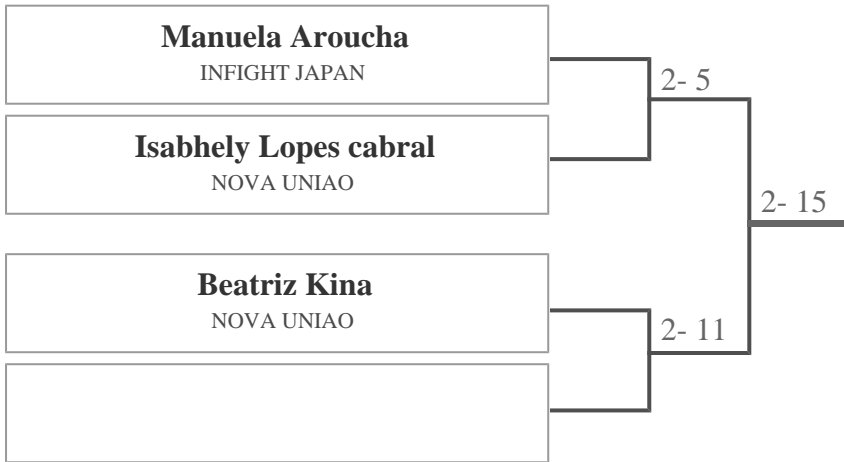 Manuela Aroucha
INFIGHT JAPAN
2- 5
Isabhely Lopes cabral
NOVA UNIAO
2- 15
Beatriz Kina
NOVA UNIAO
2- 11